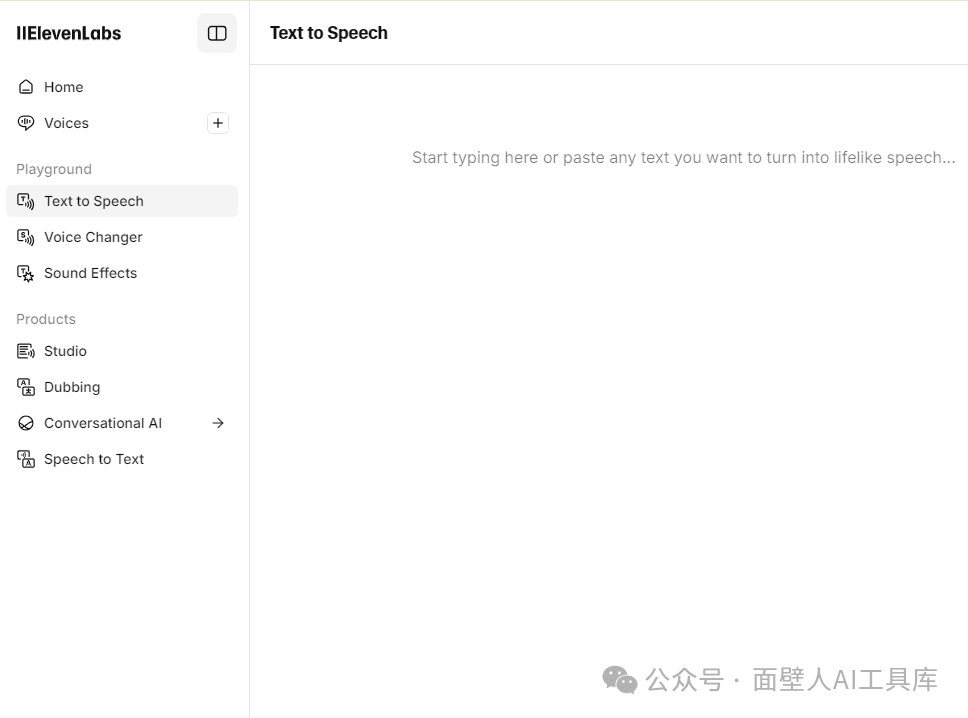 IIElevenLabs
Text to Speech
Home
Voices
Playground
Text to Speech
Voice Changer
Sound Effects
Products
Studio
Dubbing
Conversational AI
Speech to Text
Start typing here or paste any text you want to turn into lifelike speech...
公众号 · 面壁人AI工具库